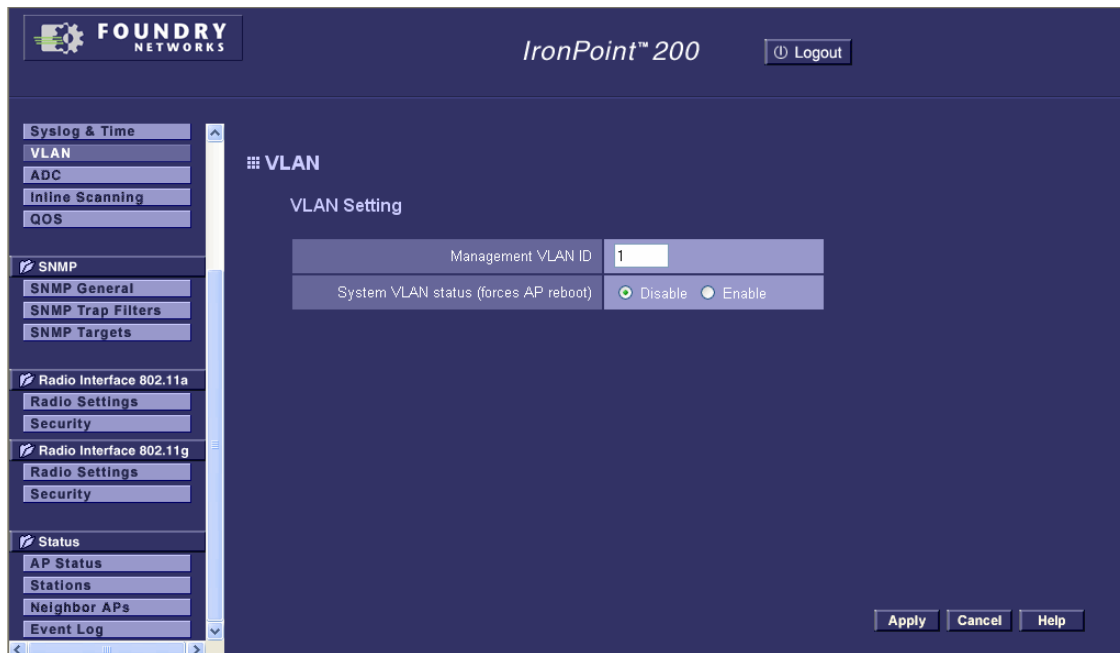 FOUNDRY
NETWORKS
IronPoint™ 200
Logout
Syslog & Time
VLAN
ADC
Inline Scanning
QOS
SNMP
SNMP General
SNMP Trap Filters
SNMP Targets
Radio Interface 802.11a
Radio Settings
Security
Radio Interface 802.11g
Radio Settings
Security
Status
AP Status
Stations
Neighbor APs
Event Log
VLAN
VLAN Setting
Management VLAN ID 1
System VLAN status (forces AP reboot) Disable Enable
Apply Cancel Help